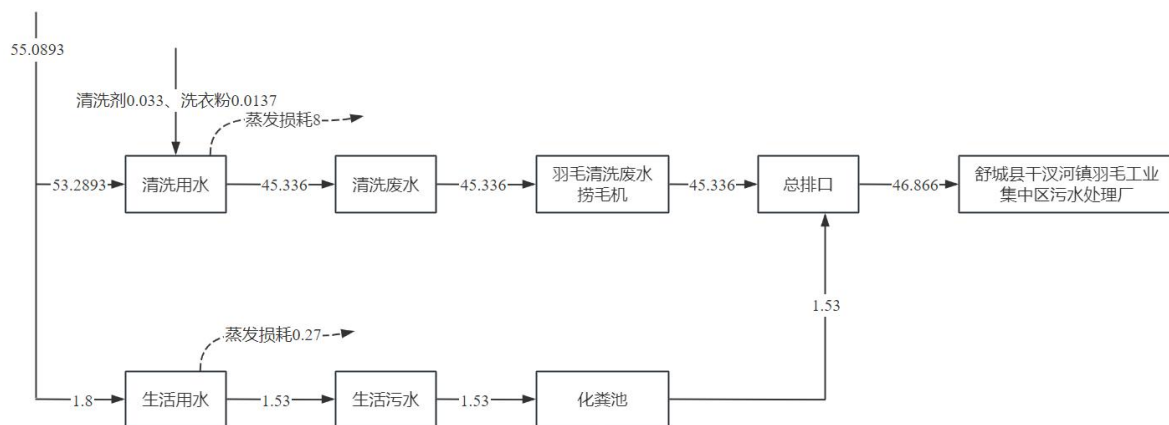 55.0893
清洗剂0.033、洗衣粉0.0137
蒸发损耗8
53.2893
清洗用水
45.336
清洗废水
45.336
羽毛清洗废水
捞毛机
45.336
总排口
46.866
舒城县干汊河镇羽毛工业
集中区污水处理厂
1.53
蒸发损耗0.27
1.8
生活用水
1.53
生活污水
1.53
化粪池